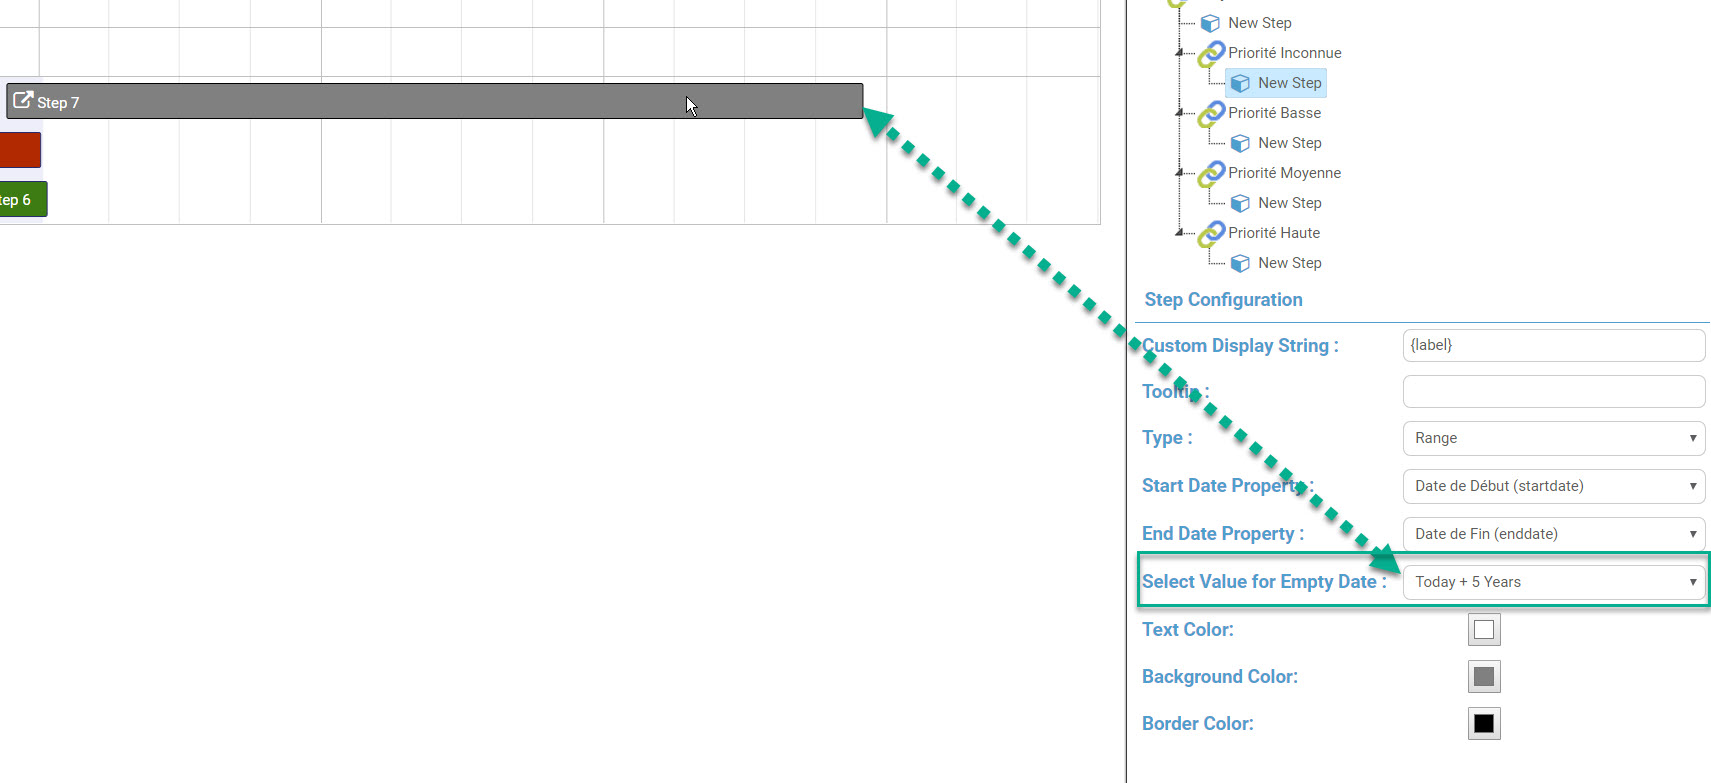 Step 7
tep 6
New Step
Priorité Inconnue
New Step
Priorité Basse
New Step
Priorité Moyenne
New Step
Priorité Haute
New Step
Step Configuration
Custom Display String : {label}
Tooltip :
Type : Range
Start Date Property : Date de Début (startdate)
End Date Property : Date de Fin (enddate)
Select Value for Empty Date : Today + 5 Years
Text Color:
Background Color:
Border Color: